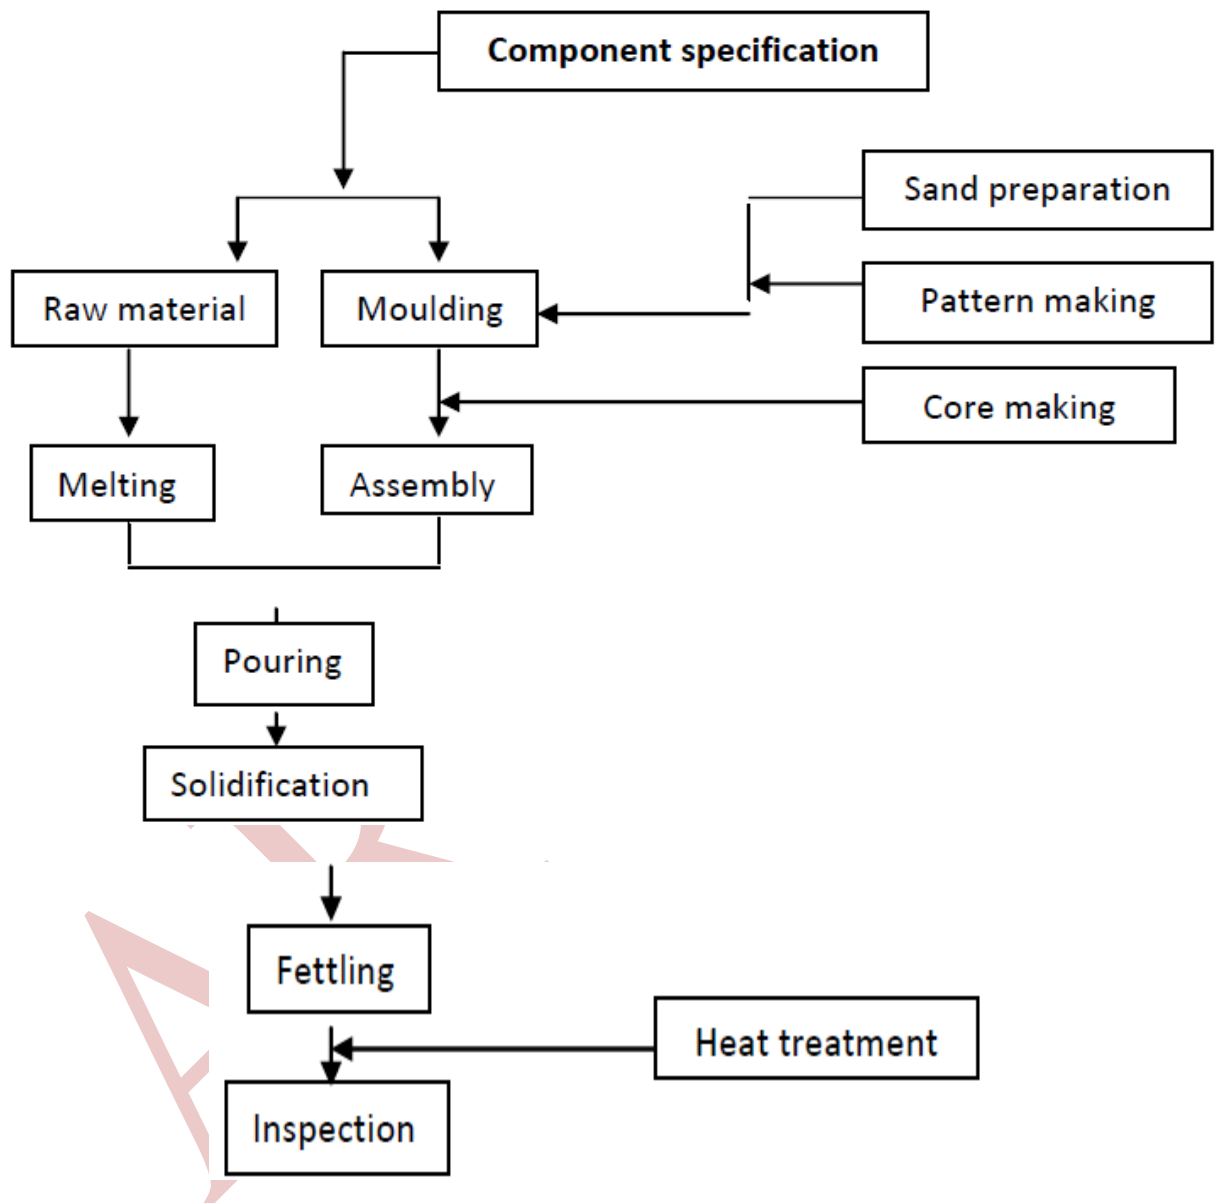 Component specification
Sand preparation
Raw material
Moulding
Pattern making
Core making
Melting
Assembly
Pouring
Solidification
Fettling
Heat treatment
Inspection